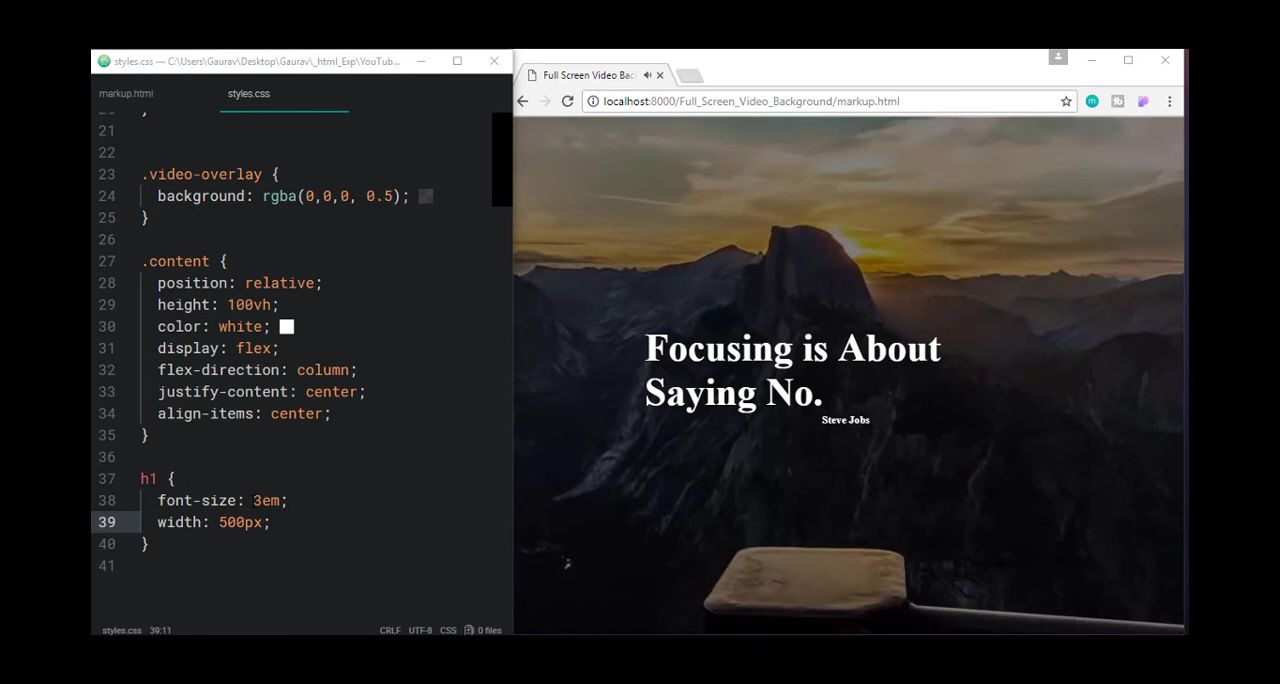 styles.css — C:\Users\Gaurav\Desktop\Gaurav\_html_Exp\YouTub...
markup.html
styles.css
21
22
23 .video-overlay {
24 background: rgba(0,0,0, 0.5);
25 }
26
27 .content {
28 position: relative;
29 height: 100vh;
30 color: white;
31 display: flex;
32 flex-direction: column;
33 justify-content: center;
34 align-items: center;
35 }
36
37 h1 {
38 font-size: 3em;
39 width: 500px;
40 }
41
styles.css 39:11 CRLF UTF-8 CSS 0 files
Full Screen Video Bac
localhost:8000/Full_Screen_Video_Background/markup.html
Focusing is About
Saying No.
Steve Jobs